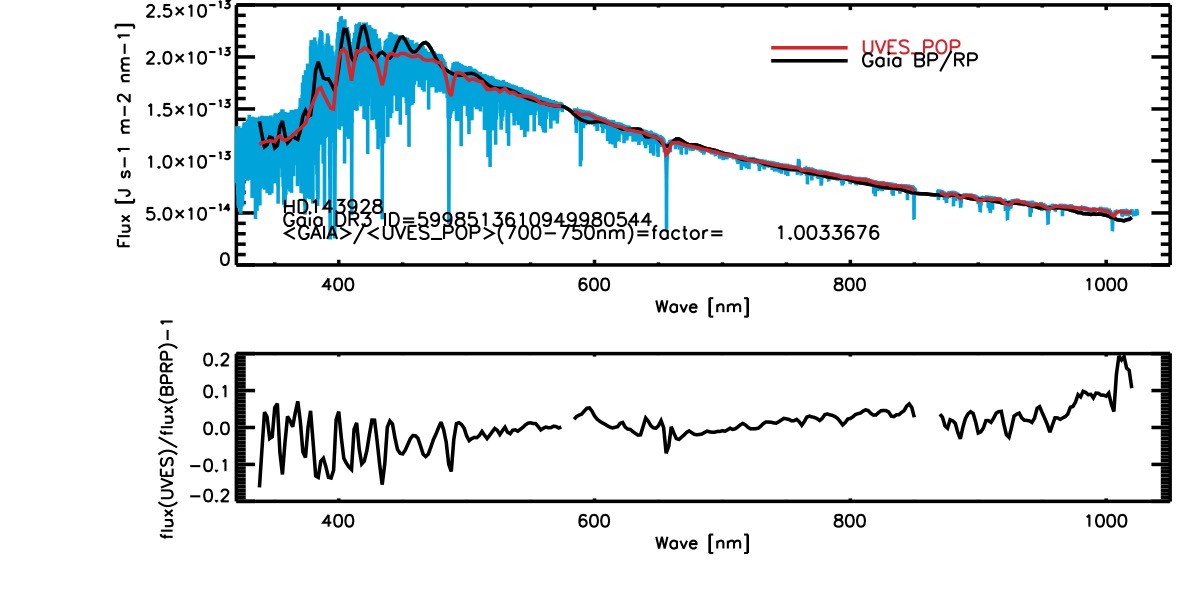 2.5×10−13
2.0×10−13
1.5×10−13
1.0×10−13
5.0×10−14
0
Flux [J s−1 m−2 nm−1]
UVES_POP
Gaia BP/RP
HD143928
Gaia DR3 ID=5998513610949980544
<GAIA>/<UVES_POP>(700−750nm)=factor= 1.0033676
400 600 800 1000
Wave [nm]
0.2
0.1
0.0
−0.1
−0.2
flux(UVES)/flux(BPRP)−1
400 600 800 1000
Wave [nm]